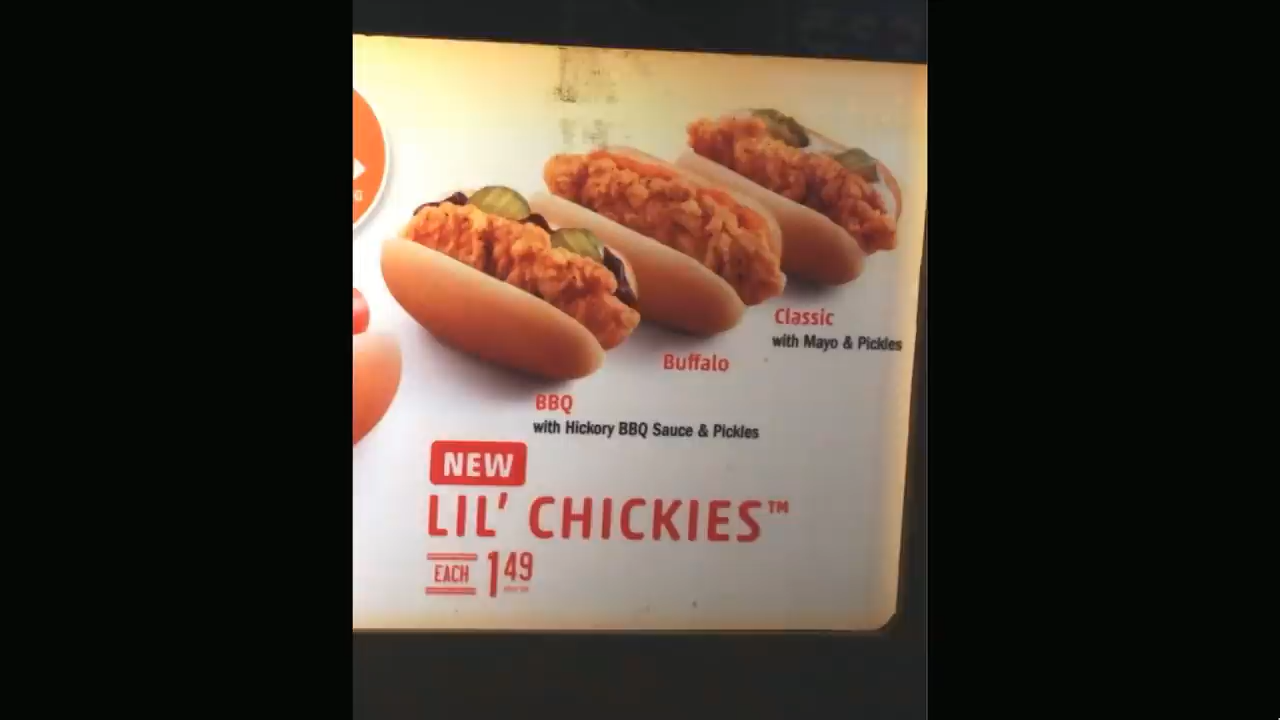 Classic
with Mayo & Pickles
Buffalo
BBQ
with Hickory BBQ Sauce & Pickles
NEW
LIL' CHICKIES™
EACH 1 49